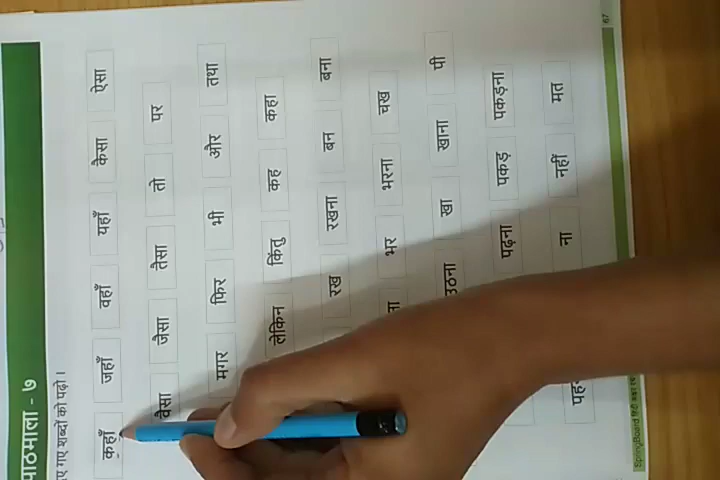 पाठमाला - ७
गए शब्दों को पढ़ो ।
कहाँ जहाँ वहाँ यहाँ कैसा ऐसा
वैसा जैसा तैसा तो पर
मगर फिर भी और तथा
लेकिन किंतु कह कहा
रख रखना बन बना
भर भरना चख
उठना खा खाना पी
पढ़ना पकड़ पकड़ना
ना नहीं मत
67